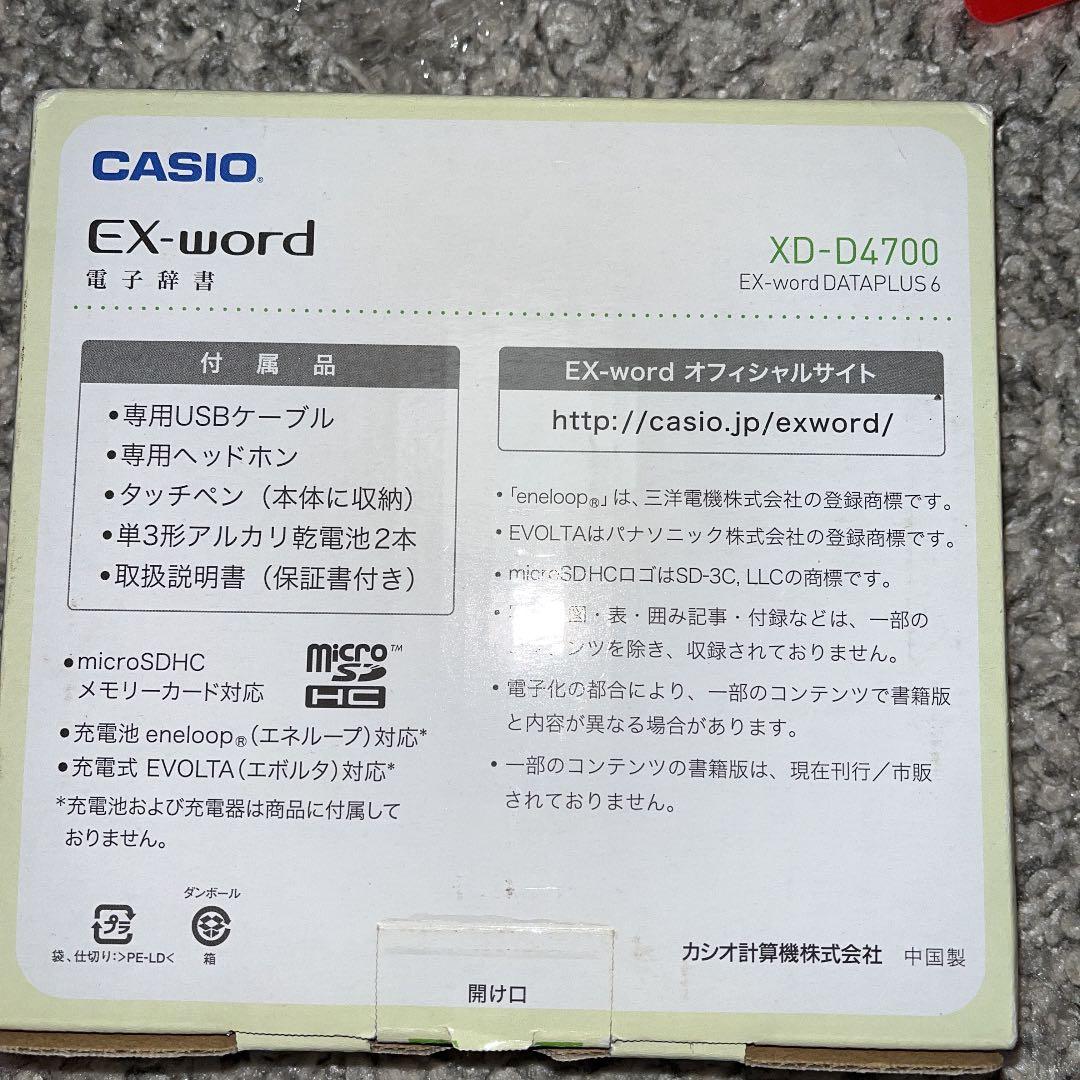 CASIO®
EX-word
電子辞書
XD-D4700
EX-word DATAPLUS 6
付属品
•専用USBケーブル
•専用ヘッドホン
•タッチペン（本体に収納）
•単3形アルカリ乾電池2本
•取扱説明書（保証書付き）
EX-word オフィシャルサイト
http://casio.jp/exword/
•microSDHC
メモリーカード対応
micro SD HC™
•充電池 eneloop®（エネループ）対応*
•充電式 EVOLTA（エボルタ）対応*
*充電池および充電器は商品に付属して
おりません。
•「eneloop®」は、三洋電機株式会社の登録商標です。
•EVOLTAはパナソニック株式会社の登録商標です。
•microSDHCロゴはSD-3C, LLCの商標です。
•図・表・囲み記事・付録などは、一部の
ンツを除き、収録されておりません。
•電子化の都合により、一部のコンテンツで書籍版
と内容が異なる場合があります。
•一部のコンテンツの書籍版は、現在刊行／市販
されておりません。
ダンボール
プラ
袋、仕切り:>PE-LD<
箱
開け口
カシオ計算機株式会社 中国製